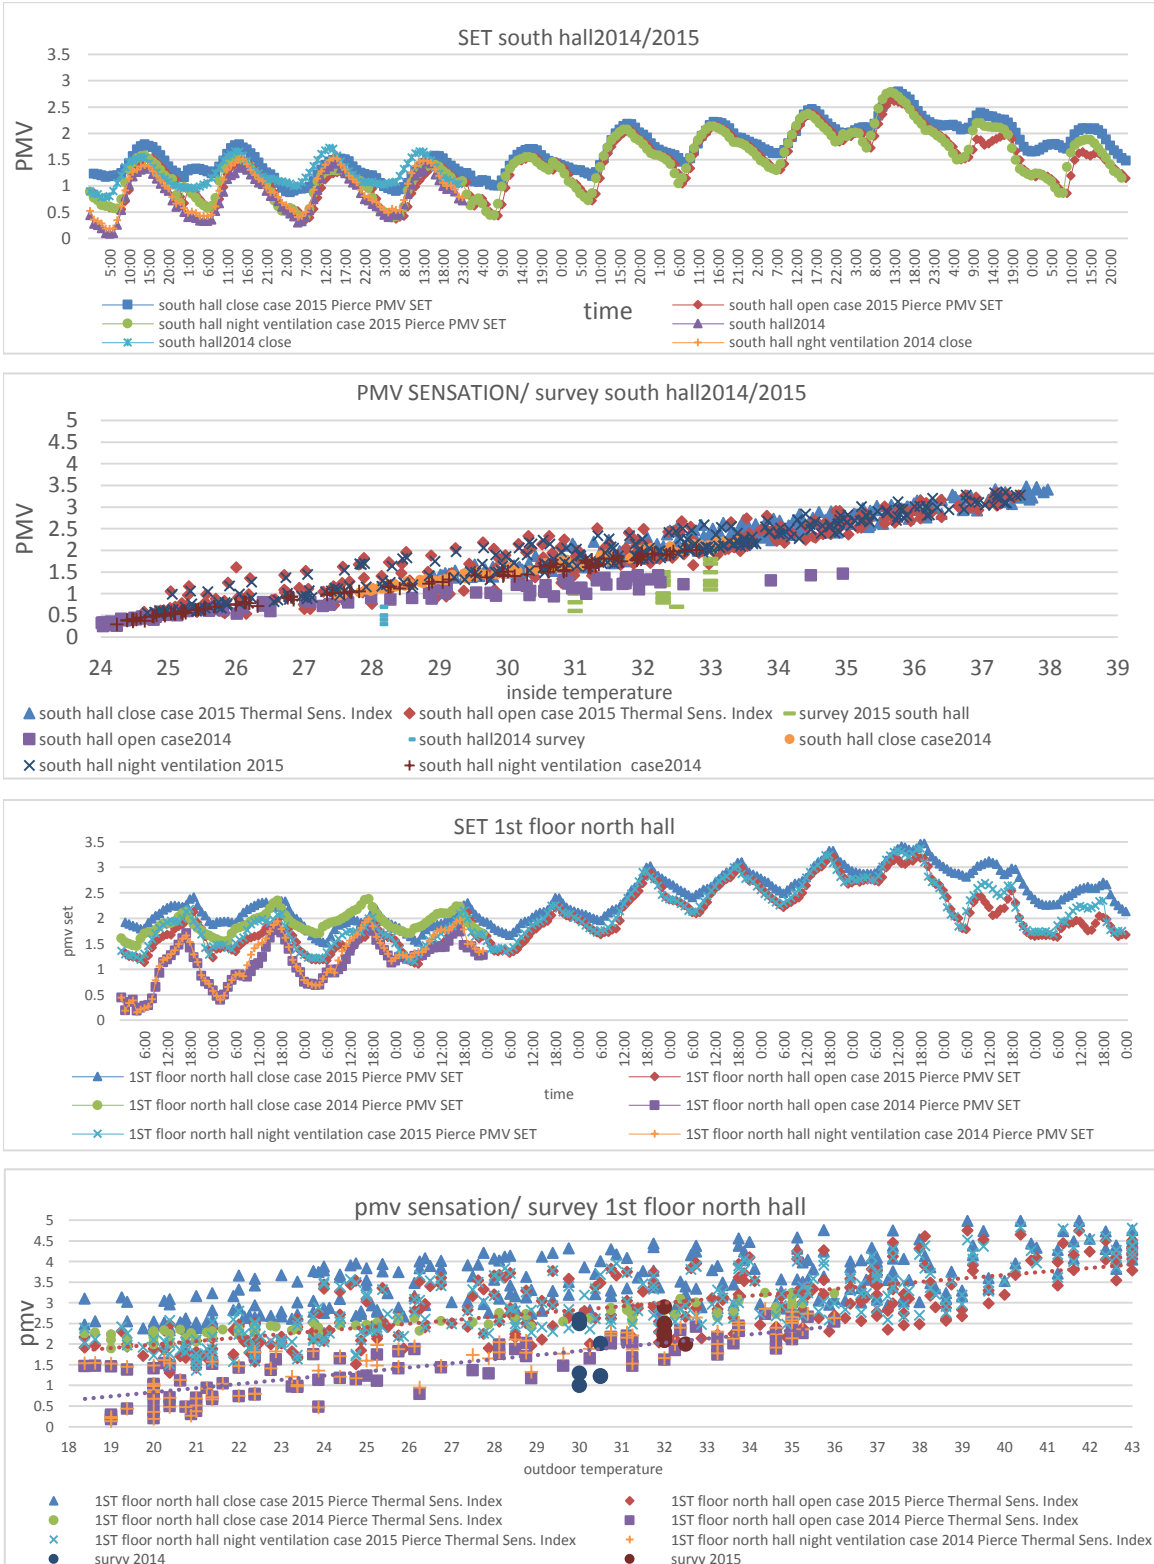 SET south hall2014/2015
3.5
3
2.5
2
1.5
1
0.5
0
PMV
5:00 10:00 15:00 20:00 1:00 6:00 11:00 16:00 21:00 2:00 7:00 12:00 17:00 22:00 3:00 8:00 13:00 18:00 23:00 4:00 9:00 14:00 19:00 0:00 5:00 10:00 15:00 20:00 1:00 6:00 11:00 16:00 21:00 2:00 7:00 12:00 17:00 22:00 3:00 8:00 13:00 18:00 23:00 4:00 9:00 14:00 19:00 0:00 5:00 10:00 15:00 20:00
time
south hall close case 2015 Pierce PMV SET
south hall open case 2015 Pierce PMV SET
south hall night ventilation case 2015 Pierce PMV SET
south hall2014
south hall2014 close
south hall nght ventilation 2014 close
PMV SENSATION/ survey south hall2014/2015
5
4.5
4
3.5
3
2.5
2
1.5
1
0.5
0
PMV
24 25 26 27 28 29 30 31 32 33 34 35 36 37 38 39
inside temperature
south hall close case 2015 Thermal Sens. Index
south hall open case 2015 Thermal Sens. Index
survey 2015 south hall
south hall open case2014
south hall2014 survey
south hall close case2014
south hall night ventilation 2015
south hall night ventilation  case2014
SET 1st floor north hall
3.5
3
2.5
2
1.5
1
0.5
0
pmv set
6:00 12:00 18:00 0:00 6:00 12:00 18:00 0:00 6:00 12:00 18:00 0:00 6:00 12:00 18:00 0:00 6:00 12:00 18:00 0:00 6:00 12:00 18:00 0:00 6:00 12:00 18:00 0:00 6:00 12:00 18:00 0:00 6:00 12:00 18:00 0:00 6:00 12:00 18:00 0:00 6:00 12:00 18:00 0:00
time
1ST floor north hall close case 2015 Pierce PMV SET
1ST floor north hall open case 2015 Pierce PMV SET
1ST floor north hall close case 2014 Pierce PMV SET
1ST floor north hall open case 2014 Pierce PMV SET
1ST floor north hall night ventilation case 2015 Pierce PMV SET
1ST floor north hall night ventilation case 2014 Pierce PMV SET
pmv sensation/ survey 1st floor north hall
5
4.5
4
3.5
3
2.5
2
1.5
1
0.5
0
pmv
18 19 20 21 22 23 24 25 26 27 28 29 30 31 32 33 34 35 36 37 38 39 40 41 42 43
outdoor temperature
1ST floor north hall close case 2015 Pierce Thermal Sens. Index
1ST floor north hall open case 2015 Pierce Thermal Sens. Index
1ST floor north hall close case 2014 Pierce Thermal Sens. Index
1ST floor north hall open case 2014 Pierce Thermal Sens. Index
1ST floor north hall night ventilation case 2015 Pierce Thermal Sens. Index
1ST floor north hall night ventilation case 2014 Pierce Thermal Sens. Index
survy 2014
survy 2015